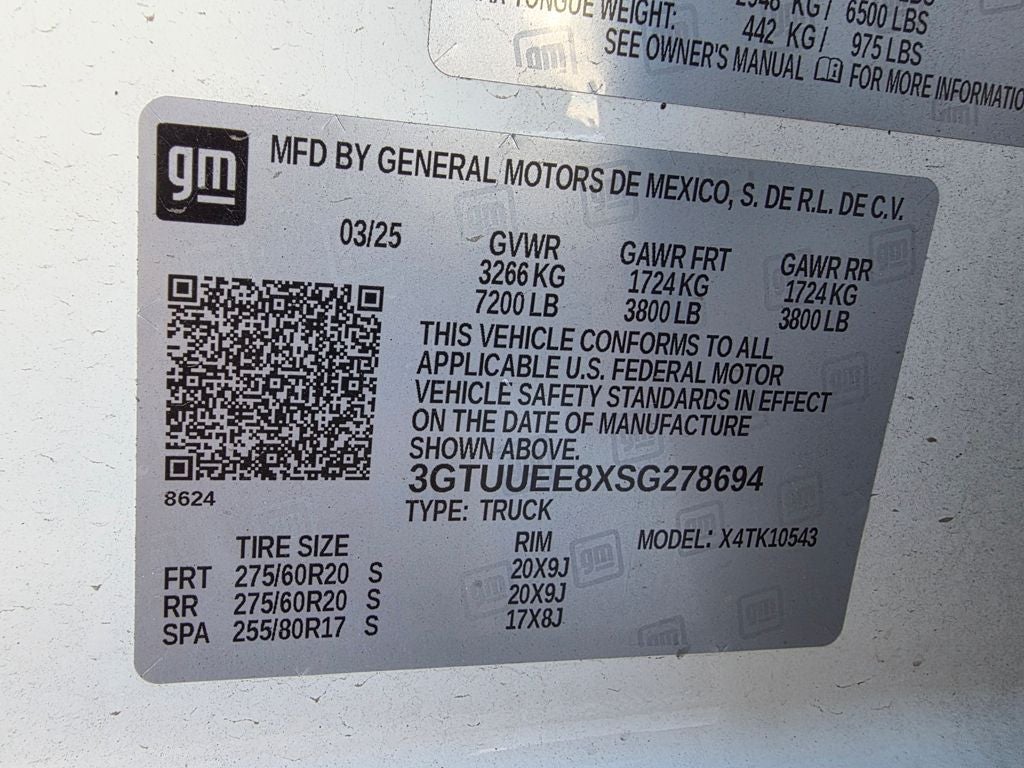 TONGUE WEIGHT:
KG / 6500 LBS
442 KG / 975 LBS
SEE OWNER'S MANUAL FOR MORE INFORMATIO
gm
MFD BY GENERAL MOTORS DE MEXICO, S. DE R.L. DE C.V.
03/25
GVWR GAWR FRT GAWR RR
3266 KG 1724 KG 1724 KG
7200 LB 3800 LB 3800 LB
THIS VEHICLE CONFORMS TO ALL
APPLICABLE U.S. FEDERAL MOTOR
VEHICLE SAFETY STANDARDS IN EFFECT
ON THE DATE OF MANUFACTURE
SHOWN ABOVE.
8624
3GTUUEE8XSG278694
TYPE: TRUCK
TIRE SIZE RIM MODEL: X4TK10543
FRT 275/60R20 S 20X9J
RR 275/60R20 S 20X9J
SPA 255/80R17 S 17X8J